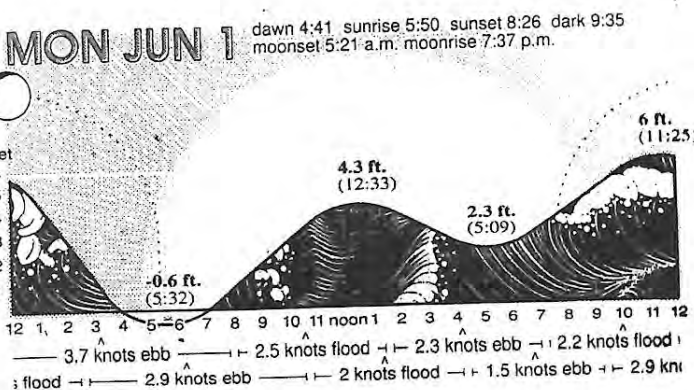 MON JUN 1
dawn 4:41 sunrise 5:50 sunset 8:26 dark 9:35
moonset 5:21 a.m. moonrise 7:37 p.m.
6 ft.
(11:25)
4.3 ft.
(12:33)
2.3 ft.
(5:09)
-0.6 ft.
(5:32)
12 1 2 3 4 5 6 7 8 9 10 11 noon 1 2 3 4 5 6 7 8 9 10 11 12
3.7 knots ebb 2.5 knots flood 2.3 knots ebb 2.2 knots flood
flood 2.9 knots ebb 2 knots flood 1.5 knots ebb 2.9